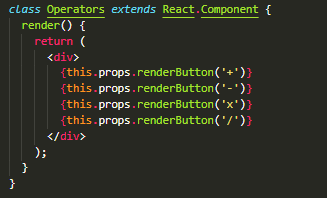 class Operators extends React.Component {
  render() {
    return (
      <div>
        {this.props.renderButton('+')}
        {this.props.renderButton('-')}
        {this.props.renderButton('x')}
        {this.props.renderButton('/')}
      </div>
    );
  }
}